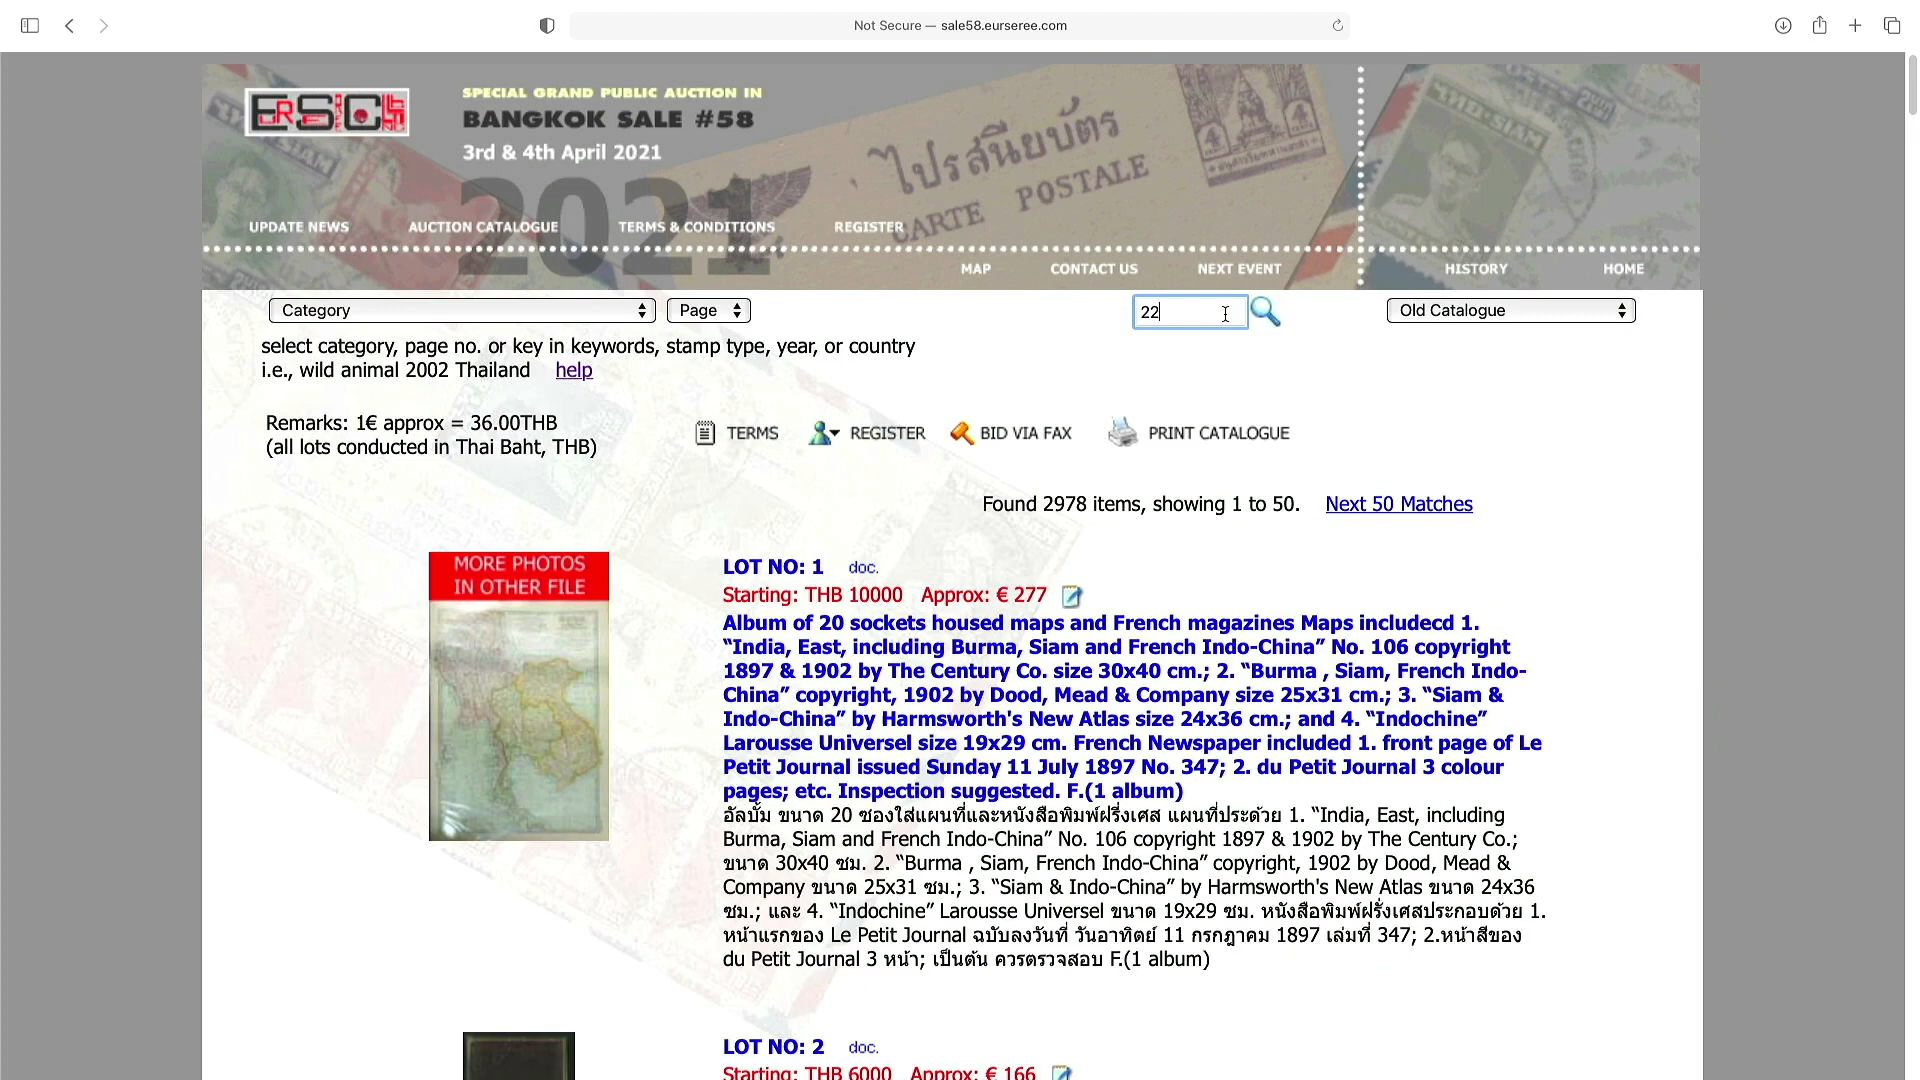 Not Secure — sale58.eurseree.com
SPECIAL GRAND PUBLIC AUCTION IN
BANGKOK SALE #58
3rd & 4th April 2021
2021
ไปรสนียบัตร
CARTE POSTALE
UPDATE NEWS AUCTION CATALOGUE TERMS & CONDITIONS REGISTER
MAP CONTACT US NEXT EVENT HISTORY HOME
Category Page 22 Old Catalogue
select category, page no. or key in keywords, stamp type, year, or country
i.e., wild animal 2002 Thailand help
Remarks: 1€ approx = 36.00THB
(all lots conducted in Thai Baht, THB)
TERMS REGISTER BID VIA FAX PRINT CATALOGUE
Found 2978 items, showing 1 to 50. Next 50 Matches
MORE PHOTOS
IN OTHER FILE
LOT NO: 1 doc.
Starting: THB 10000 Approx: € 277
Album of 20 sockets housed maps and French magazines Maps includecd 1.
“India, East, including Burma, Siam and French Indo-China” No. 106 copyright
1897 & 1902 by The Century Co. size 30x40 cm.; 2. “Burma , Siam, French Indo-
China” copyright, 1902 by Dood, Mead & Company size 25x31 cm.; 3. “Siam &
Indo-China” by Harmsworth's New Atlas size 24x36 cm.; and 4. “Indochine”
Larousse Universel size 19x29 cm. French Newspaper included 1. front page of Le
Petit Journal issued Sunday 11 July 1897 No. 347; 2. du Petit Journal 3 colour
pages; etc. Inspection suggested. F.(1 album)
อัลบั้ม ขนาด 20 ซองใส่แผนที่และหนังสือพิมพ์ฝรี่งเศส แผนที่ประด้วย 1. “India, East, including
Burma, Siam and French Indo-China” No. 106 copyright 1897 & 1902 by The Century Co.;
ขนาด 30x40 ซม. 2. “Burma , Siam, French Indo-China” copyright, 1902 by Dood, Mead &
Company ขนาด 25x31 ซม.; 3. “Siam & Indo-China” by Harmsworth's New Atlas ขนาด 24x36
ซม.; และ 4. “Indochine” Larousse Universel ขนาด 19x29 ซม. หนังสือพิมพ์ฝรั่งเศสประกอบด้วย 1.
หน้าแรกของ Le Petit Journal ฉบับลงวันที่ วันอาทิตย์ 11 กรกฎาคม 1897 เล่มที่ 347; 2.หน้าสีของ
du Petit Journal 3 หน้า; เป็นต้น ควรตรวจสอบ F.(1 album)
LOT NO: 2 doc.
Starting: THB 6000 Approx: € 166